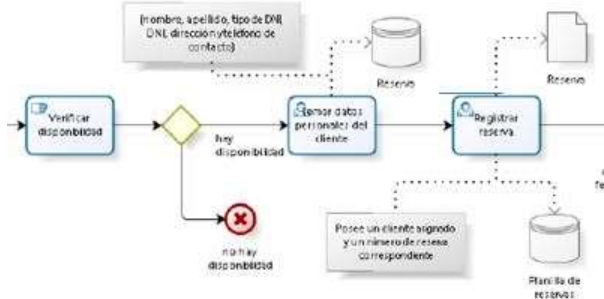 (nombre, apellido, tipo de DNI,
DNI, dirección y teléfono de
contacto)
Reserva
Reserva
Verificar
disponibilidad
hay
disponibilidad
Tomar datos
personales del
cliente
Registrar
reserva
no hay
disponibilidad
Posee un cliente asignado
y un número de reserva
correspondiente
Planilla de
reservas